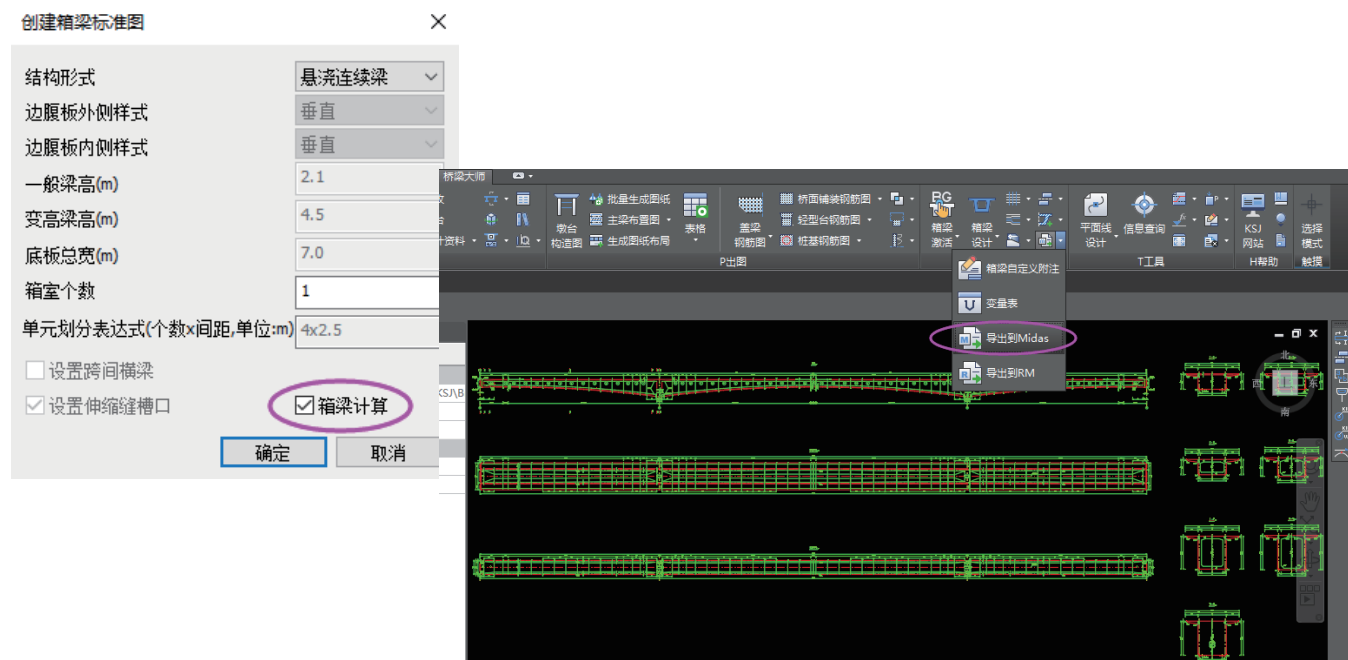 创建箱梁标准图
结构形式 悬浇连续梁
边腹板外侧样式 垂直
边腹板内侧样式 垂直
一般梁高(m) 2.1
变高梁高(m) 4.5
底板总宽(m) 7.0
箱室个数 1
单元划分表达式(个数x间距,单位:m) 4x2.5
设置跨间横梁
设置伸缩缝槽口 箱梁计算
确定 取消
桥梁大师
批量生成图纸
主梁布置图
生成图纸布局
墩台
构造图
表格
盖梁
钢筋图
桥面铺装钢筋图
轻型台钢筋图
桩基钢筋图
P出图
BG
箱梁
激活
箱梁
设计
平面线
设计
信息查询
T工具
KSJ
网站
H帮助
选择
模式
触摸
计资料
箱梁自定义附注
变量表
导出到Midas
导出到RM
KSJ\B
北
西 上 东
南